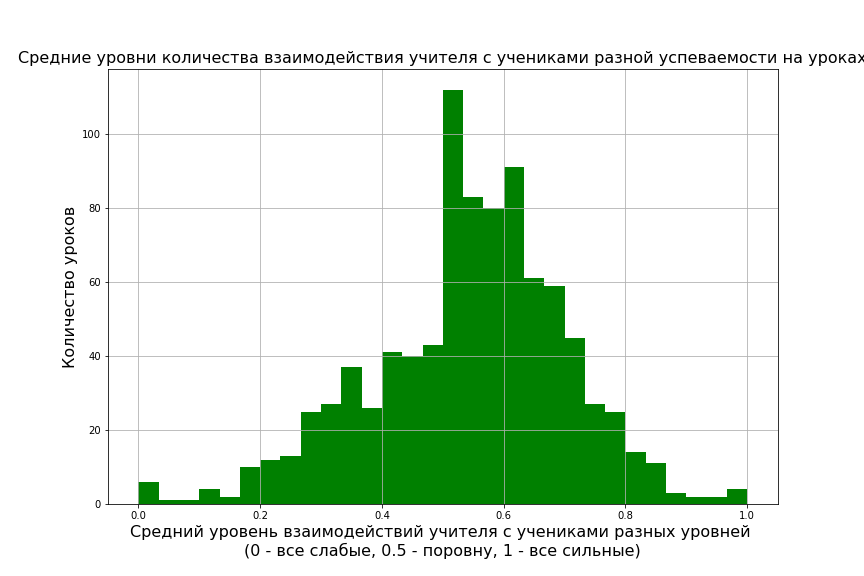 Средние уровни количества взаимодействия учителя с учениками разной успеваемости на уроках
100
80
60
40
20
0
Количество уроков
0.0 0.2 0.4 0.6 0.8 1.0
Средний уровень взаимодействий учителя с учениками разных уровней
(0 - все слабые, 0.5 - поровну, 1 - все сильные)